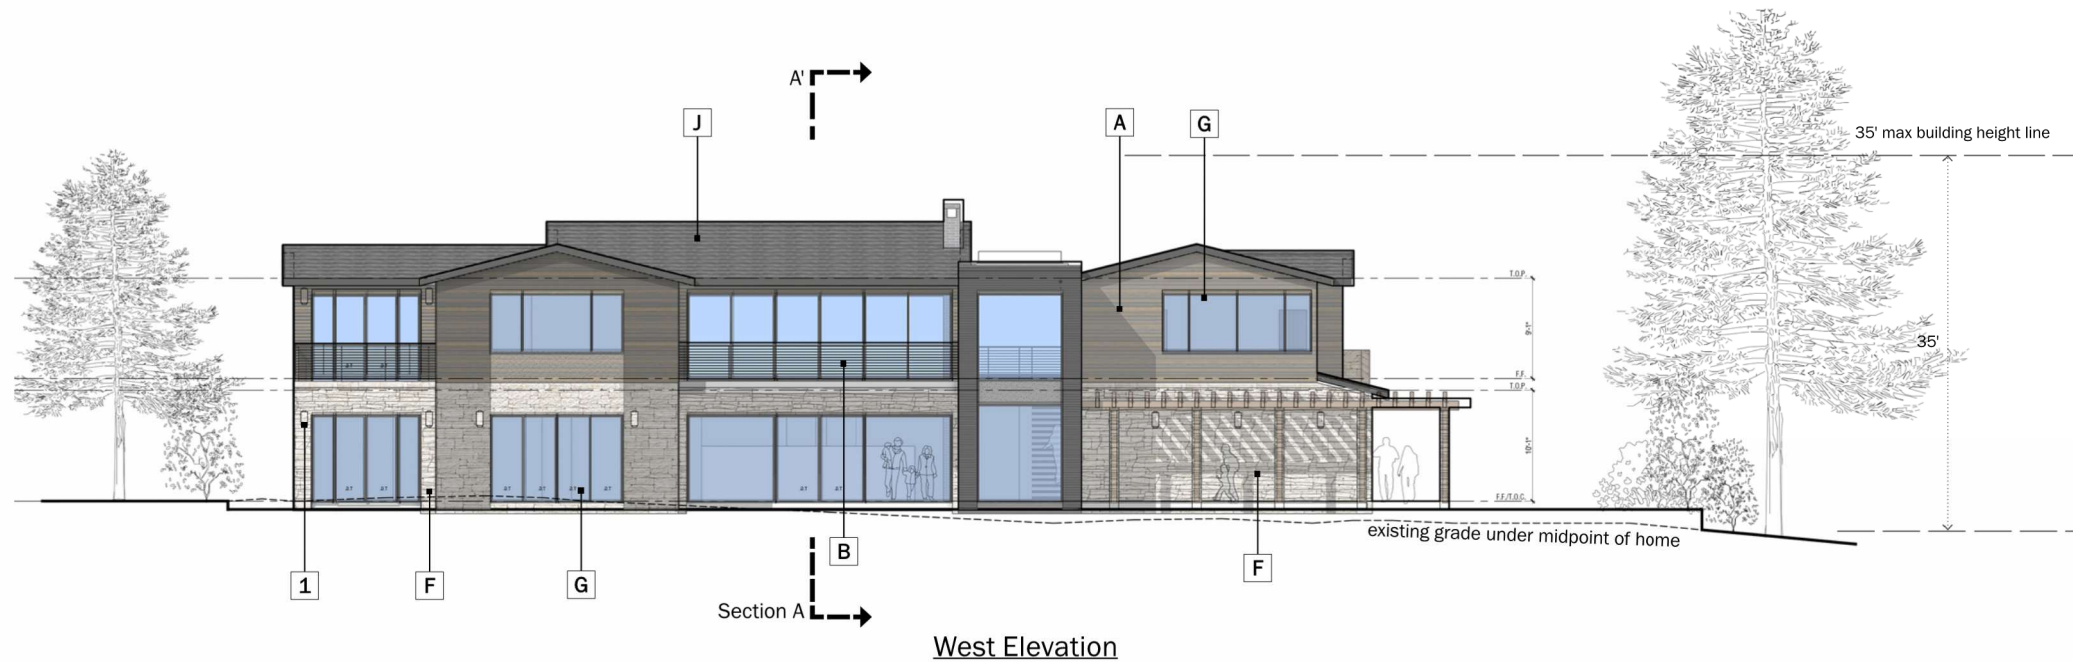 A'
J
A
G
35' max building height line
T.O.P.
9'-1"
35'
F.F.
T.O.P.
10'-1"
F.F./T.O.C.
existing grade under midpoint of home
1
F
G
B
F
Section A
West Elevation